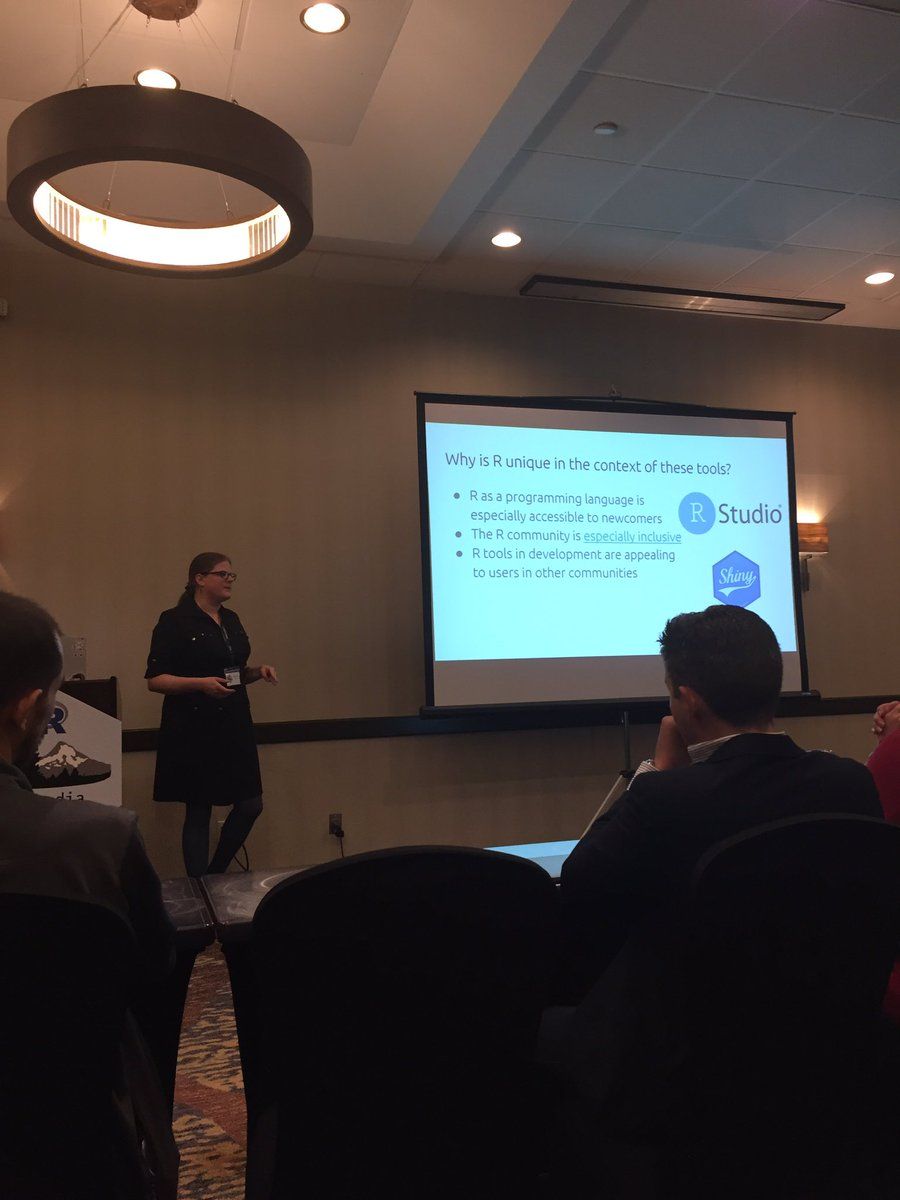 Why is R unique in the context of these tools?
● R as a programming language is
especially accessible to newcomers
● The R community is especially inclusive
● R tools in development are appealing
to users in other communities
R Studio®
Shiny
R